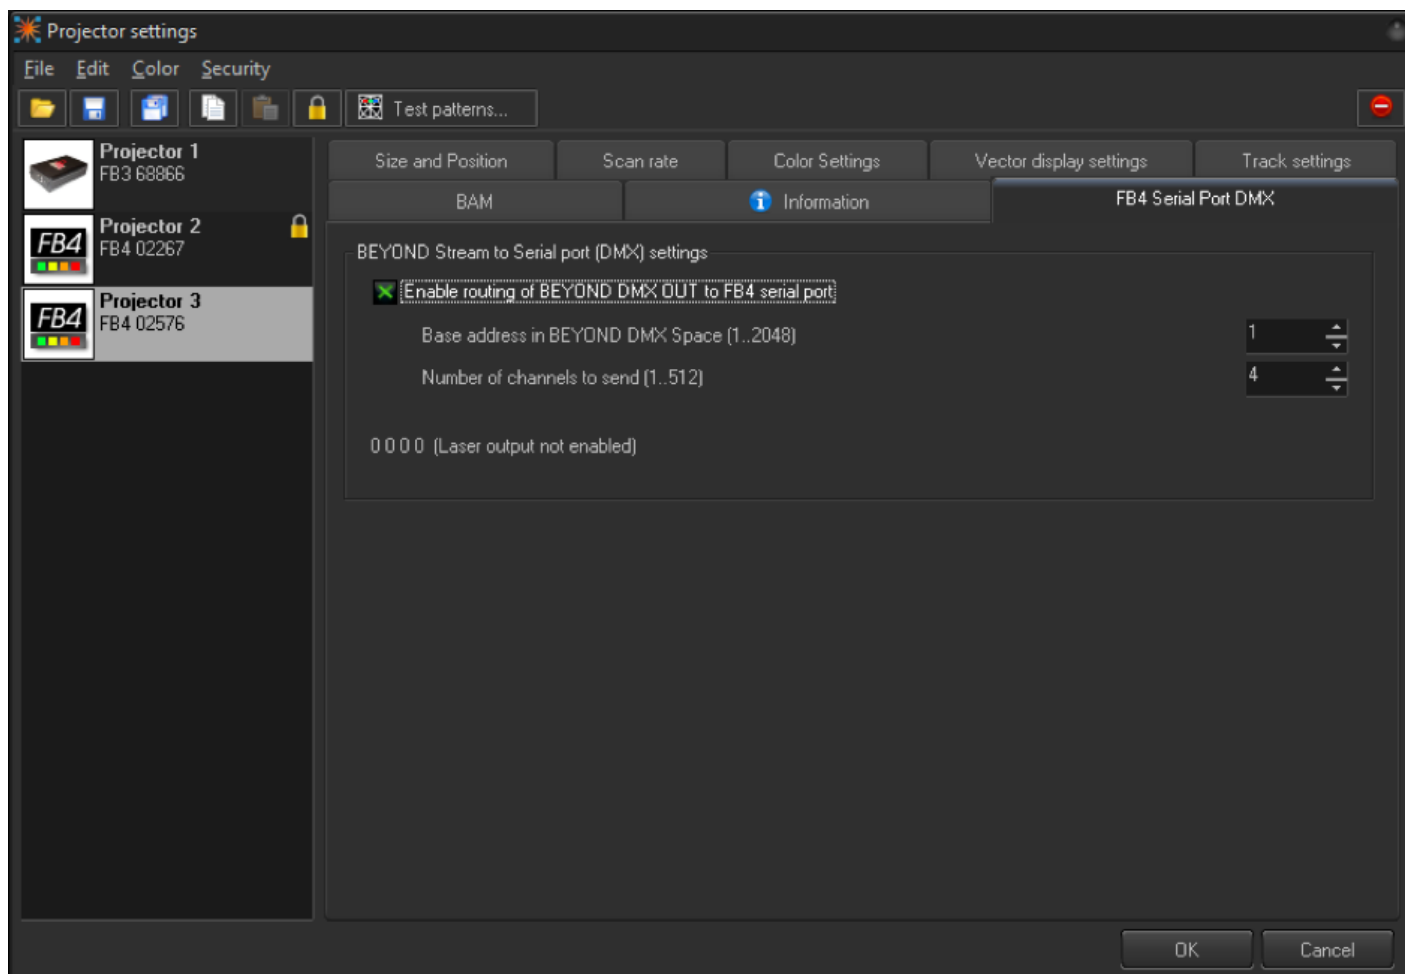 Projector settings
File Edit Color Security
Test patterns...
Projector 1
FB3 68866
FB4
Projector 2
FB4 02267
FB4
Projector 3
FB4 02576
Size and Position Scan rate Color Settings Vector display settings Track settings
BAM Information FB4 Serial Port DMX
BEYOND Stream to Serial port (DMX) settings
Enable routing of BEYOND DMX OUT to FB4 serial port
Base address in BEYOND DMX Space (1..2048) 1
Number of channels to send (1..512) 4
0 0 0 0 (Laser output not enabled)
OK Cancel